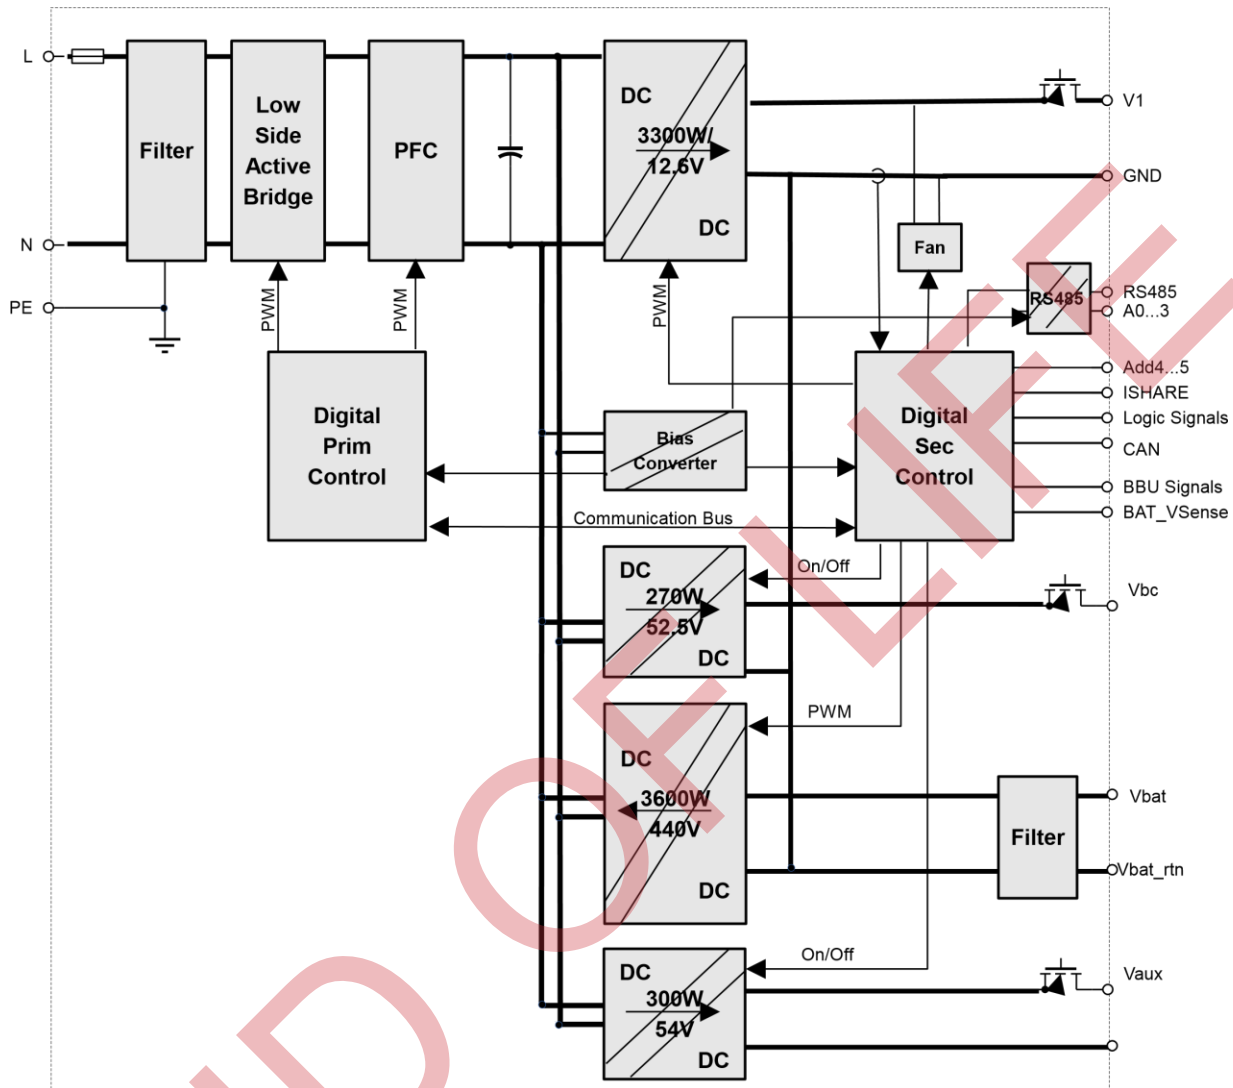 L
N
PE
Filter
Low
Side
Active
Bridge
PFC
DC
3300W/
12.6V
DC
V1
GND
Fan
RS485
RS485
A0...3
PWM
PWM
PWM
Digital
Prim
Control
Bias
Converter
Digital
Sec
Control
Add4...5
ISHARE
Logic Signals
CAN
BBU Signals
BAT_VSense
Communication Bus
DC
270W
52.5V
DC
On/Off
Vbc
PWM
DC
3600W/
440V
DC
Filter
Vbat
Vbat_rtn
On/Off
DC
300W
54V
DC
Vaux
ND OF LIFE